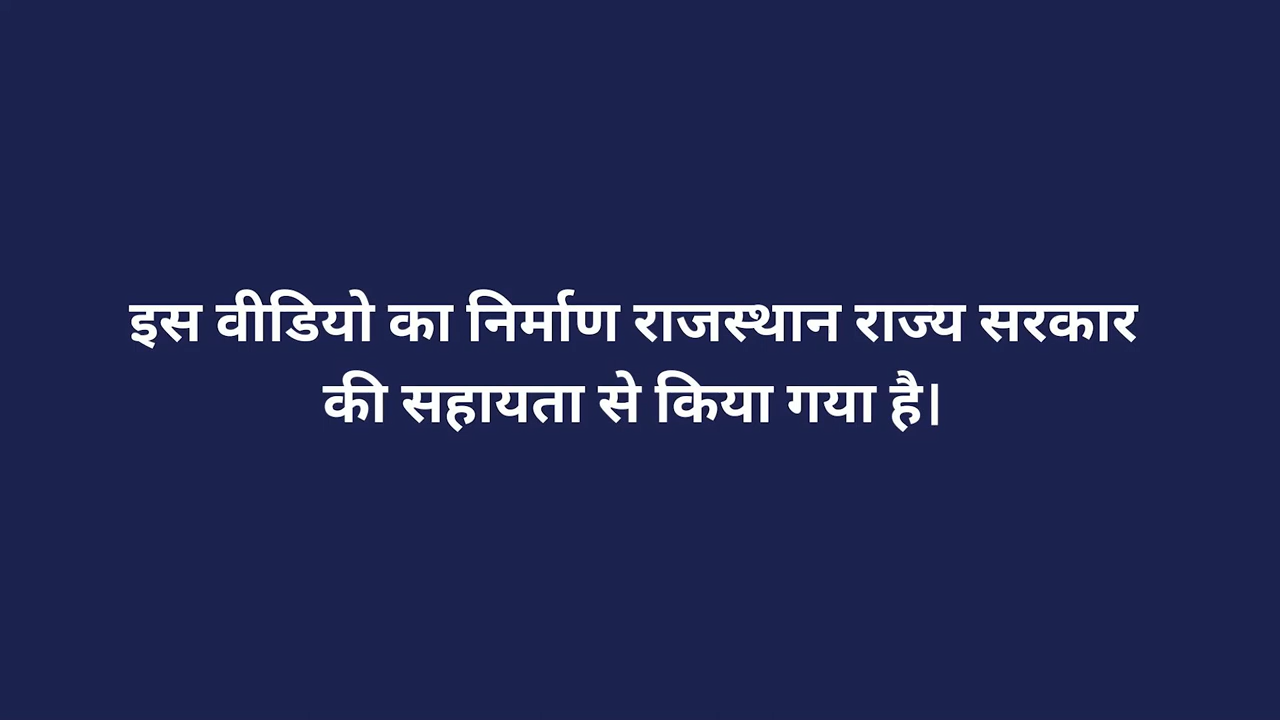 इस वीडियो का निर्माण राजस्थान राज्य सरकार
की सहायता से किया गया है।